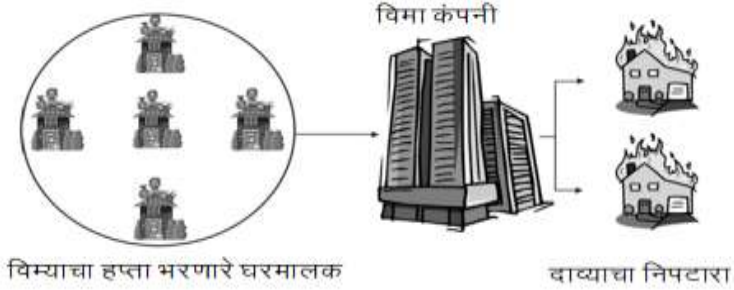 विमा कंपनी
विम्याचा हप्ता भरणारे घरमालक
दाव्याचा निपटारा